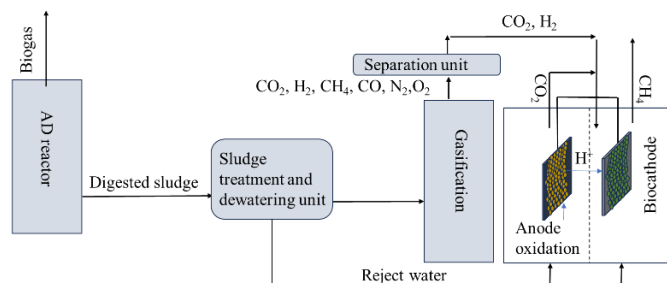 Biogas
AD reactor
Digested sludge
Sludge
treatment and
dewatering unit
Reject water
Gasification
CO₂, H₂, CH₄, CO, N₂,O₂
Separation unit
CO₂, H₂
CO₂
CH₄
H⁺
Anode
oxidation
Biocathode